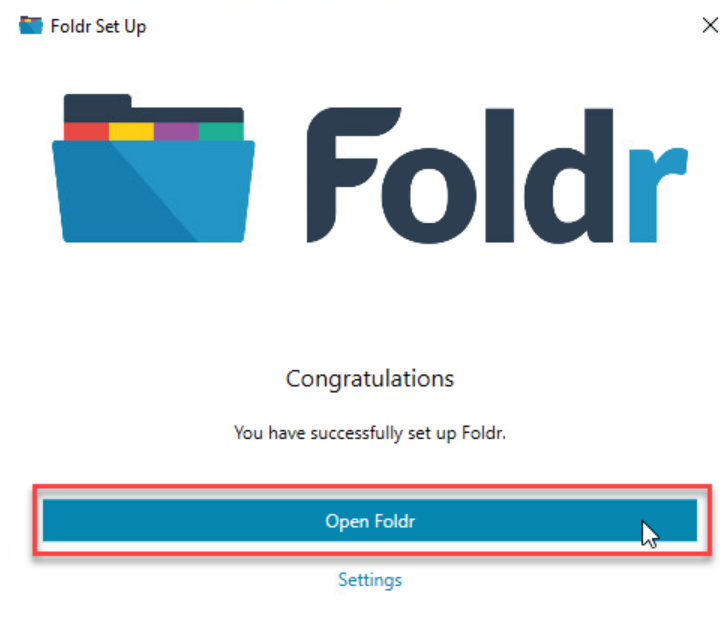 Foldr Set Up
Foldr
Congratulations
You have successfully set up Foldr.
Open Foldr
Settings